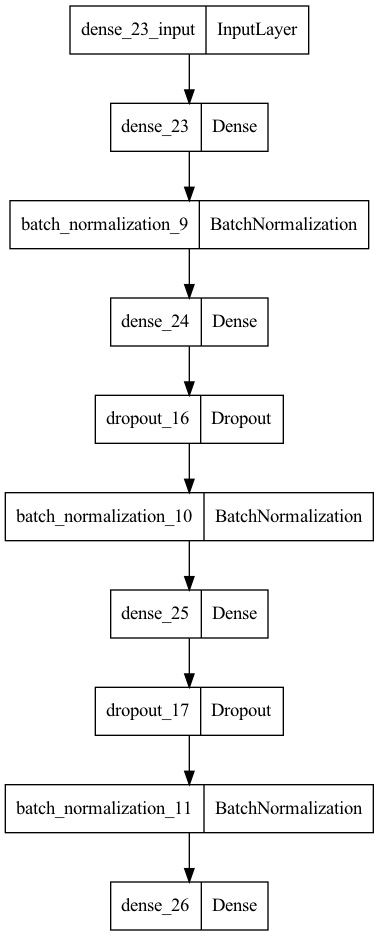 dense_23_input InputLayer
dense_23 Dense
batch_normalization_9 BatchNormalization
dense_24 Dense
dropout_16 Dropout
batch_normalization_10 BatchNormalization
dense_25 Dense
dropout_17 Dropout
batch_normalization_11 BatchNormalization
dense_26 Dense